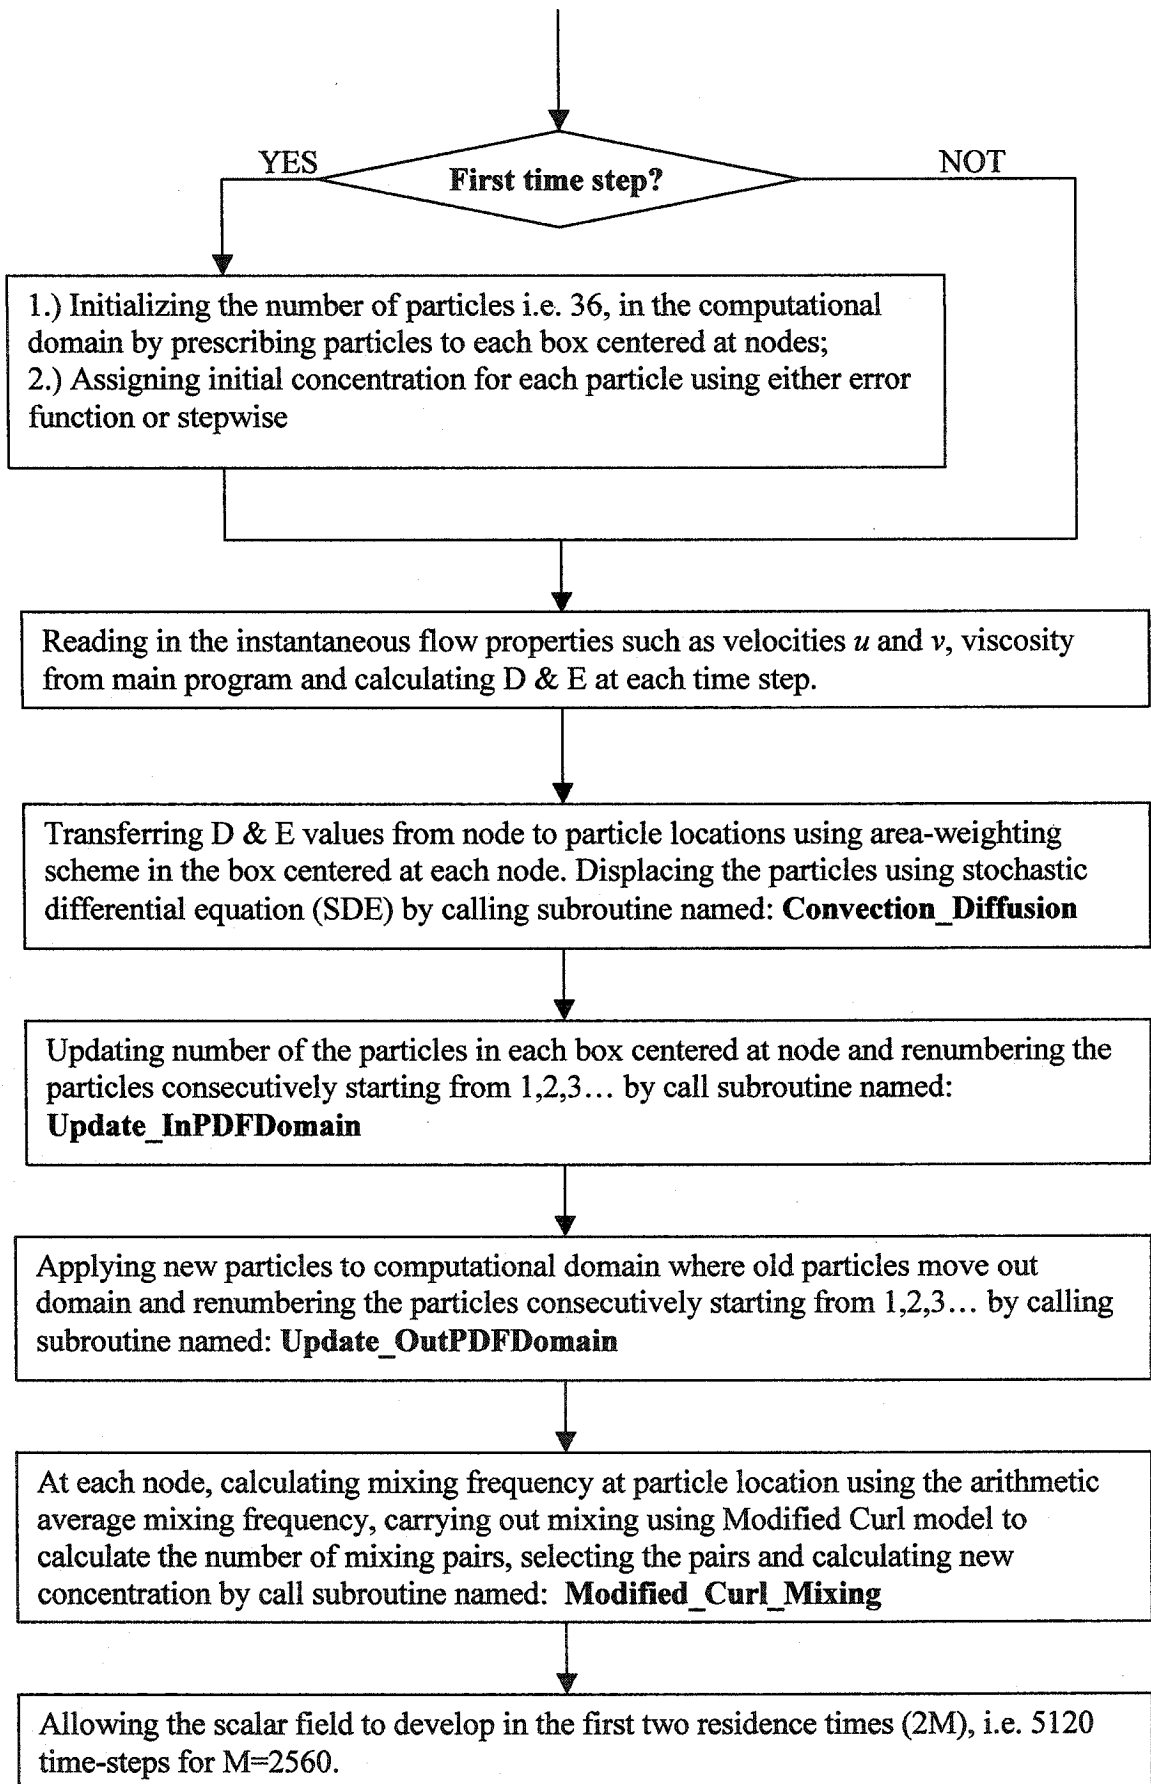 First time step?
YES
NOT
1.) Initializing the number of particles i.e. 36, in the computational
domain by prescribing particles to each box centered at nodes;
2.) Assigning initial concentration for each particle using either error
function or stepwise
Reading in the instantaneous flow properties such as velocities u and v, viscosity
from main program and calculating D & E at each time step.
Transferring D & E values from node to particle locations using area-weighting
scheme in the box centered at each node. Displacing the particles using stochastic
differential equation (SDE) by calling subroutine named: Convection_Diffusion
Updating number of the particles in each box centered at node and renumbering the
particles consecutively starting from 1,2,3… by call subroutine named:
Update_InPDFDomain
Applying new particles to computational domain where old particles move out
domain and renumbering the particles consecutively starting from 1,2,3… by calling
subroutine named: Update_OutPDFDomain
At each node, calculating mixing frequency at particle location using the arithmetic
average mixing frequency, carrying out mixing using Modified Curl model to
calculate the number of mixing pairs, selecting the pairs and calculating new
concentration by call subroutine named: Modified_Curl_Mixing
Allowing the scalar field to develop in the first two residence times (2M), i.e. 5120
time-steps for M=2560.